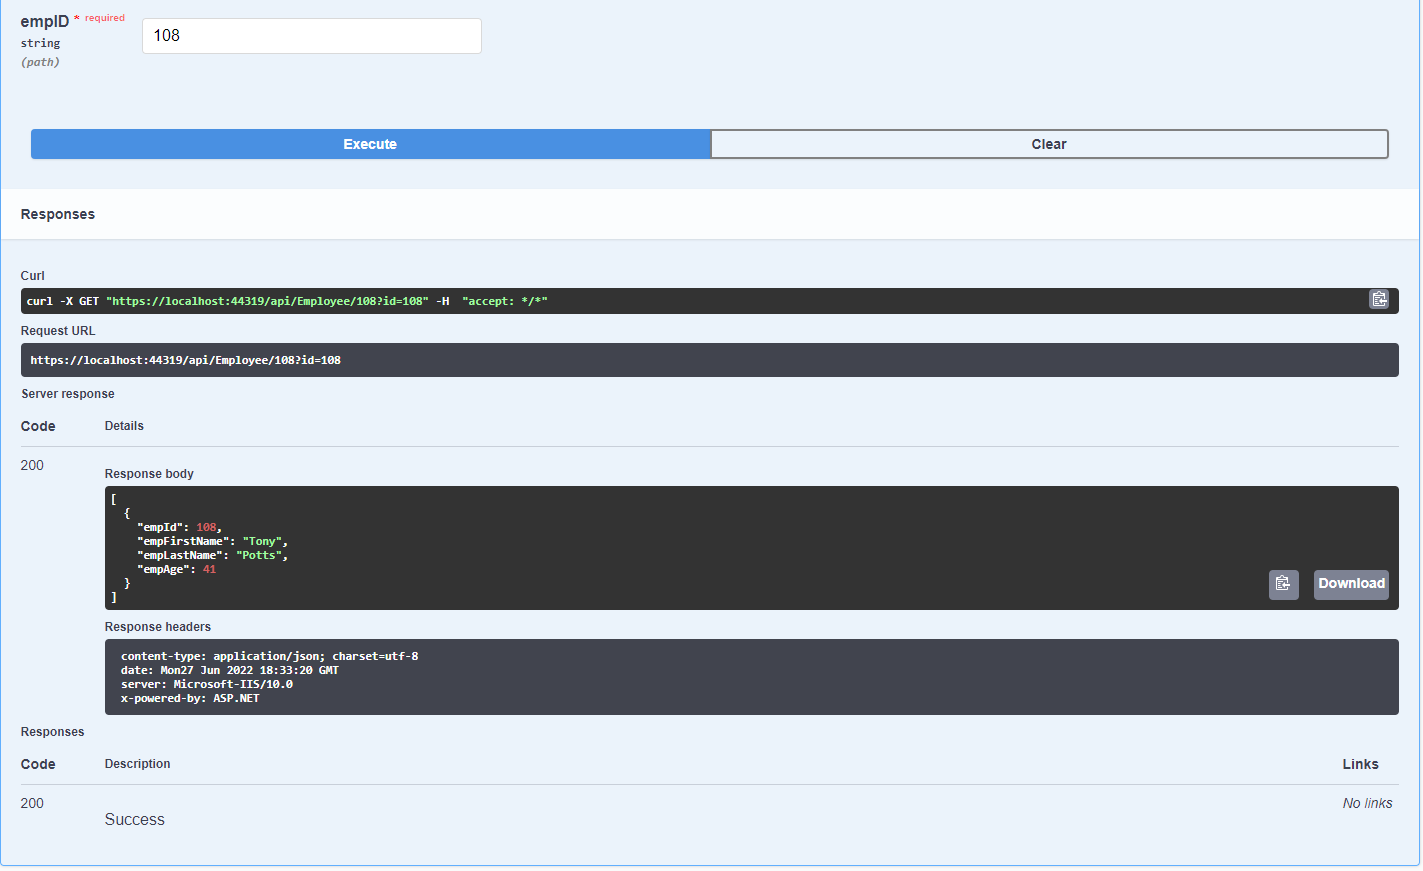 empID * required
string
(path)
108
Execute
Clear
Responses
Curl
curl -X GET "https://localhost:44319/api/Employee/108?id=108" -H  "accept: */*"
Request URL
https://localhost:44319/api/Employee/108?id=108
Server response
Code Details
200
Response body
[
  {
    "empId": 108,
    "empFirstName": "Tony",
    "empLastName": "Potts",
    "empAge": 41
  }
]
Download
Response headers
content-type: application/json; charset=utf-8
date: Mon27 Jun 2022 18:33:20 GMT
server: Microsoft-IIS/10.0
x-powered-by: ASP.NET
Responses
Code Description Links
200 No links
Success